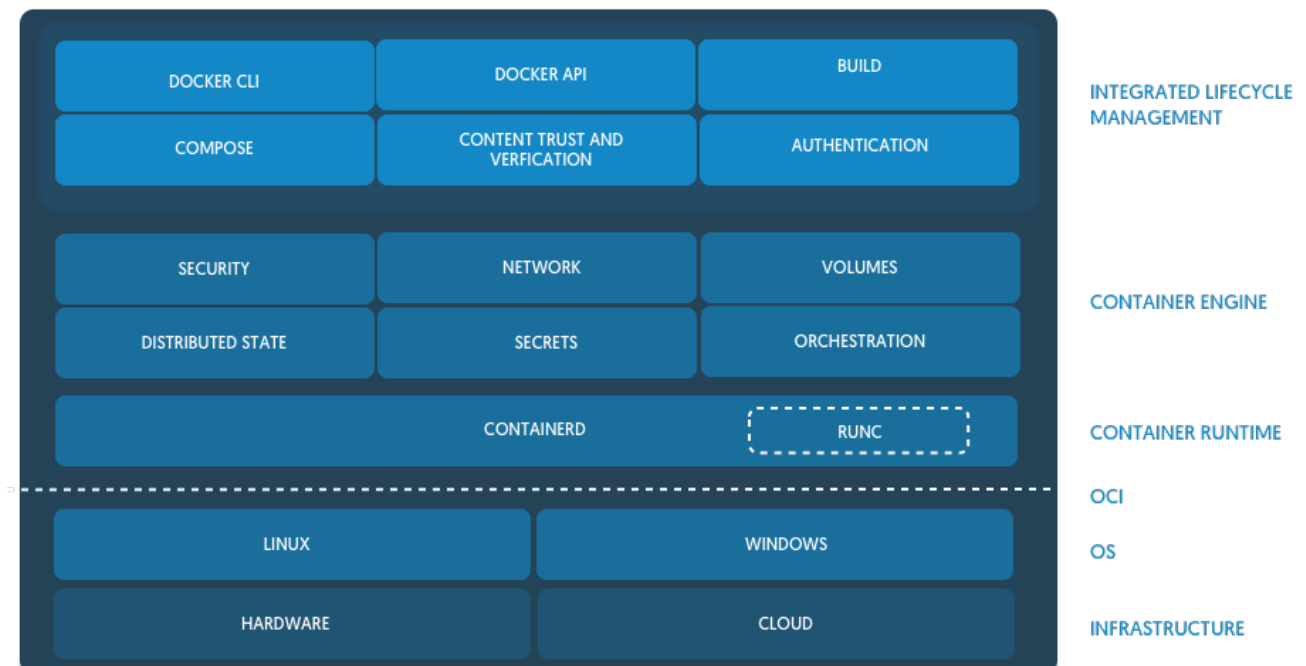 DOCKER CLI
DOCKER API
BUILD
INTEGRATED LIFECYCLE
MANAGEMENT
COMPOSE
CONTENT TRUST AND
VERFICATION
AUTHENTICATION
SECURITY
NETWORK
VOLUMES
CONTAINER ENGINE
DISTRIBUTED STATE
SECRETS
ORCHESTRATION
CONTAINERD
RUNC
CONTAINER RUNTIME
OCI
LINUX
WINDOWS
OS
HARDWARE
CLOUD
INFRASTRUCTURE